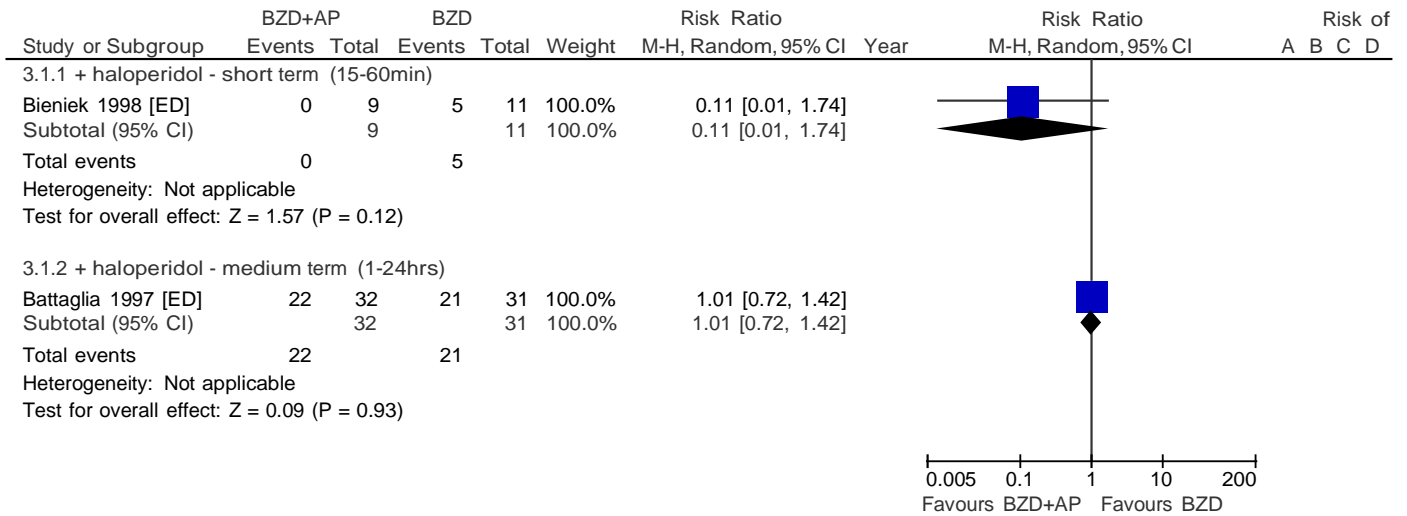 BZD+AP BZD Risk Ratio Risk Ratio Risk of
Study or Subgroup Events Total Events Total Weight M-H, Random, 95% CI Year M-H, Random, 95% CI A B C D
3.1.1 + haloperidol - short term (15-60min)
Bieniek 1998 [ED] 0 9 5 11 100.0% 0.11 [0.01, 1.74]
Subtotal (95% CI) 9 11 100.0% 0.11 [0.01, 1.74]
Total events 0 5
Heterogeneity: Not applicable
Test for overall effect: Z = 1.57 (P = 0.12)
3.1.2 + haloperidol - medium term (1-24hrs)
Battaglia 1997 [ED] 22 32 21 31 100.0% 1.01 [0.72, 1.42]
Subtotal (95% CI) 32 31 100.0% 1.01 [0.72, 1.42]
Total events 22 21
Heterogeneity: Not applicable
Test for overall effect: Z = 0.09 (P = 0.93)
0.005 0.1 1 10 200
Favours BZD+AP Favours BZD